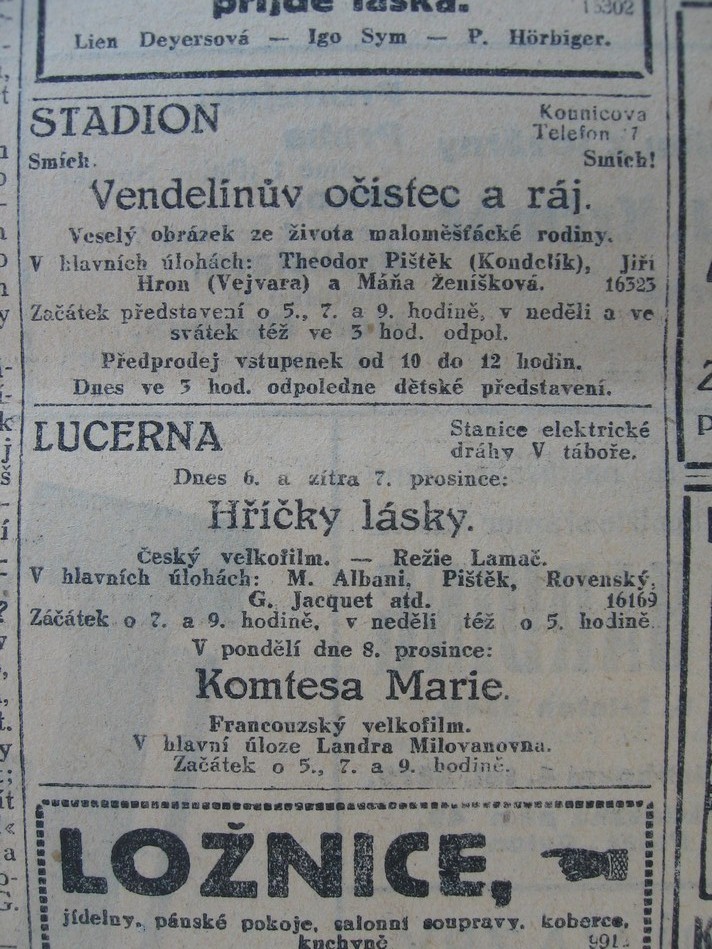 přijde láska. 15302
Lien Deyersová — Igo Sym — P. Hörbiger.
STADION
Kounicova
Telefon 7
Smích. Smích!
Vendelínův očistec a ráj.
Veselý obrázek ze života maloměšťácké rodiny.
V hlavních úlohách: Theodor Pištěk (Kondelík), Jiří
Hron (Vejvara) a Máňa Ženíšková. 16323
Začátek představení o 5., 7. a 9. hodině, v neděli a ve
svátek též ve 3 hod. odpol.
Předprodej vstupenek od 10 do 12 hodin.
Dnes ve 3 hod. odpoledne dětské představení.
LUCERNA
Stanice elektrické
dráhy V táboře.
Dnes 6. a zítra 7. prosince:
Hříčky lásky.
Český velkofilm. — Režie Lamač.
V hlavních úlohách: M. Albani, Pištěk, Rovenský,
G. Jacquet atd. 16169
Záčátek o 7. a 9. hodině, v neděli též o 5. hodině.
V pondělí dne 8. prosince:
Komtesa Marie.
Francouzský velkofilm.
V hlavní úloze Landra Milovanovna.
Začátek o 5., 7. a 9. hodině.
LOŽNICE,
jídelny, pánské pokoje, salonní soupravy, koberce,
kuchyně 991